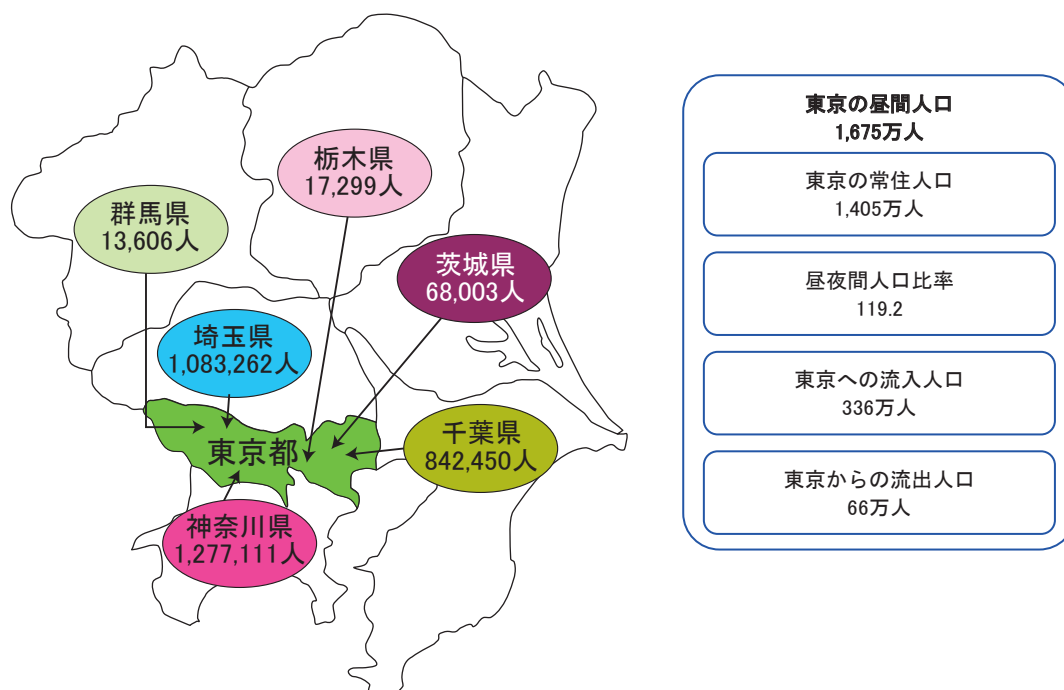 栃木県
17,299人
群馬県
13,606人
茨城県
68,003人
埼玉県
1,083,262人
東京都
千葉県
842,450人
神奈川県
1,277,111人
東京の昼間人口
1,675万人
東京の常住人口
1,405万人
昼夜間人口比率
119.2
東京への流入人口
336万人
東京からの流出人口
66万人